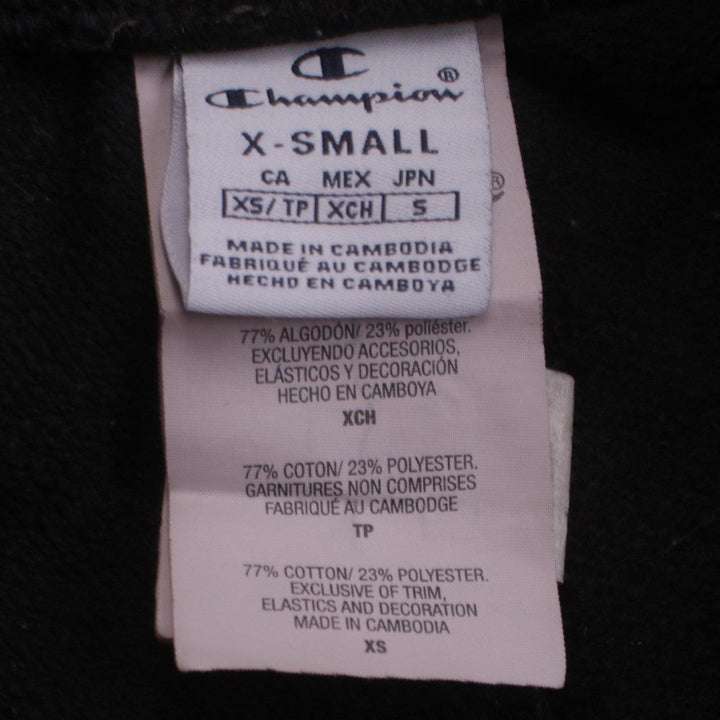 Champion®
X-SMALL
CA MEX JPN
XS/TP XCH S
MADE IN CAMBODIA
FABRIQUÉ AU CAMBODGE
HECHO EN CAMBOYA
®
77% ALGODÓN/ 23% poliéster.
EXCLUYENDO ACCESORIOS,
ELÁSTICOS Y DECORACIÓN
HECHO EN CAMBOYA
XCH
77% COTON/ 23% POLYESTER.
GARNITURES NON COMPRISES
FABRIQUÉ AU CAMBODGE
TP
77% COTTON/ 23% POLYESTER.
EXCLUSIVE OF TRIM,
ELASTICS AND DECORATION
MADE IN CAMBODIA
XS